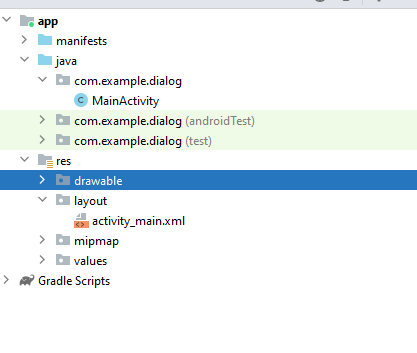 app
manifests
java
com.example.dialog
MainActivity
com.example.dialog (androidTest)
com.example.dialog (test)
res
drawable
layout
activity_main.xml
mipmap
values
Gradle Scripts